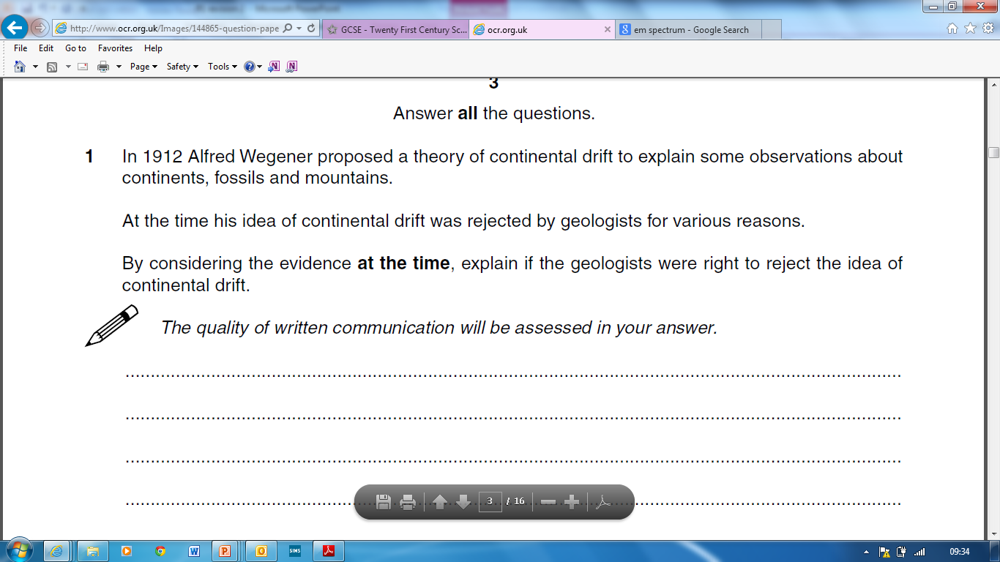 http://www.ocr.org.uk/Images/144865-question-pape
GCSE - Twenty First Century Sc...
ocr.org.uk
em spectrum - Google Search
File Edit Go to Favorites Help
Page Safety Tools
3
Answer all the questions.
1 In 1912 Alfred Wegener proposed a theory of continental drift to explain some observations about
continents, fossils and mountains.
At the time his idea of continental drift was rejected by geologists for various reasons.
By considering the evidence at the time, explain if the geologists were right to reject the idea of
continental drift.
The quality of written communication will be assessed in your answer.
3 / 16
SIMS
09:34